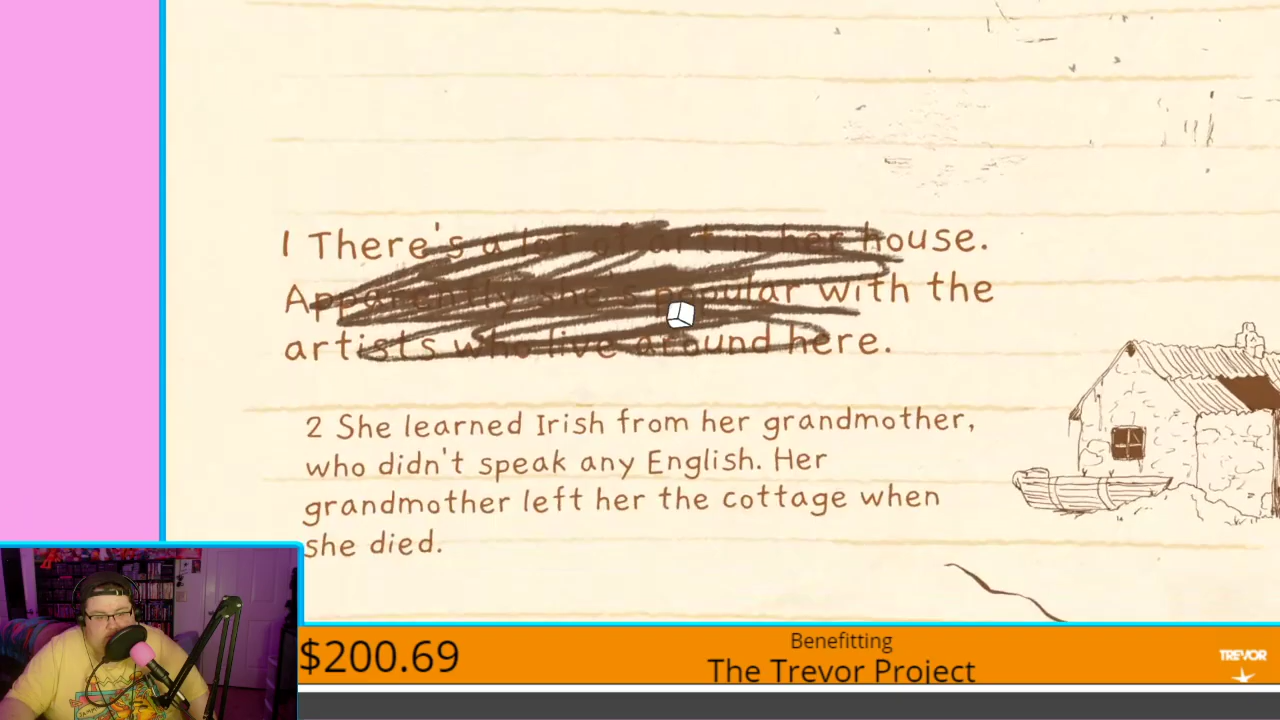 1 There's a lot of art in her house.
Apparently she's popular with the
artists who live around here.
2 She learned Irish from her grandmother,
who didn't speak any English. Her
grandmother left her the cottage when
she died.
$200.69
Benefitting
The Trevor Project
TREVOR